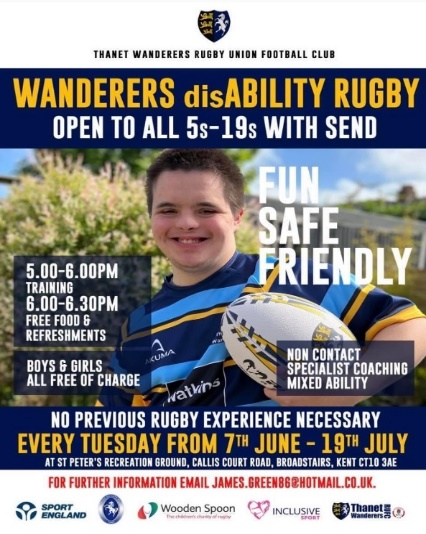 THANET WANDERERS RUGBY UNION FOOTBALL CLUB
WANDERERS disABILITY RUGBY
OPEN TO ALL 5s-19s WITH SEND
FUN
SAFE
FRIENDLY
5.00-6.00PM
TRAINING
6.00-6.30PM
FREE FOOD &
REFRESHMENTS
BOYS & GIRLS
ALL FREE OF CHARGE
AKUMA
Watkins
NON CONTACT
SPECIALIST COACHING
MIXED ABILITY
NO PREVIOUS RUGBY EXPERIENCE NECESSARY
EVERY TUESDAY FROM 7TH JUNE - 19TH JULY
AT ST PETER'S RECREATION GROUND, CALLIS COURT ROAD, BROADSTAIRS, KENT CT10 3AE
FOR FURTHER INFORMATION EMAIL JAMES.GREEN86@HOTMAIL.CO.UK.
SPORT
ENGLAND
Wooden Spoon
The children's charity of rugby
INCLUSIVE
SPORT
Thanet
Wanderers
RUFC